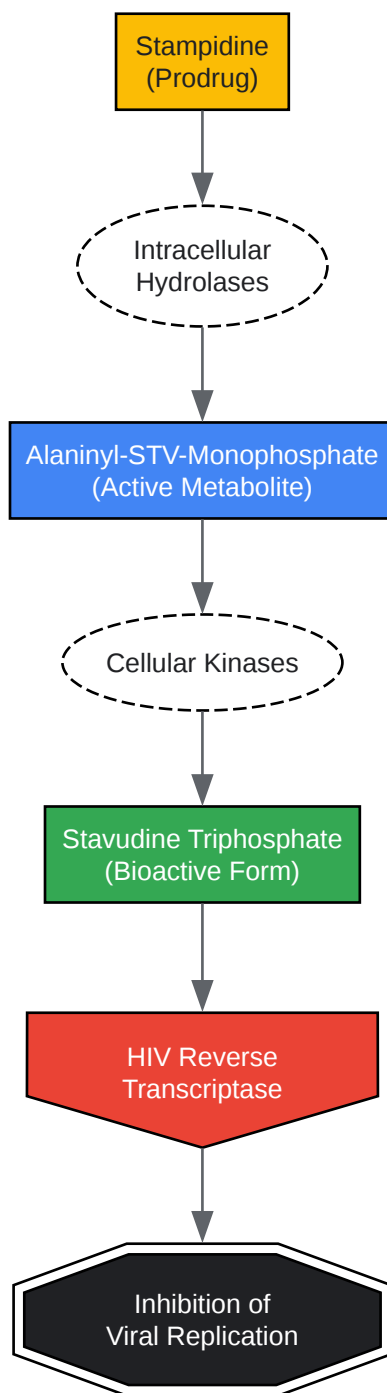 Stampidine
(Prodrug)
Intracellular
Hydrolases
Alaninyl-STV-Monophosphate
(Active Metabolite)
Cellular Kinases
Stavudine Triphosphate
(Bioactive Form)
HIV Reverse
Transcriptase
Inhibition of
Viral Replication